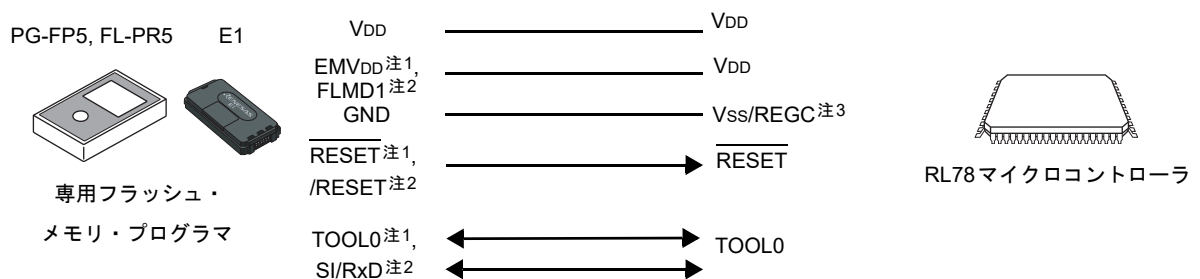 PG-FP5, FL-PR5 E1
RENESAS
専用フラッシュ・
メモリ・プログラマ
VDD VDD
EMVDD注1, VDD
FLMD1注2
GND VSS/REGC注3
RESET注1, RESET
/RESET注2
TOOL0注1, TOOL0
SI/RxD注2
RL78マイクロコントローラ